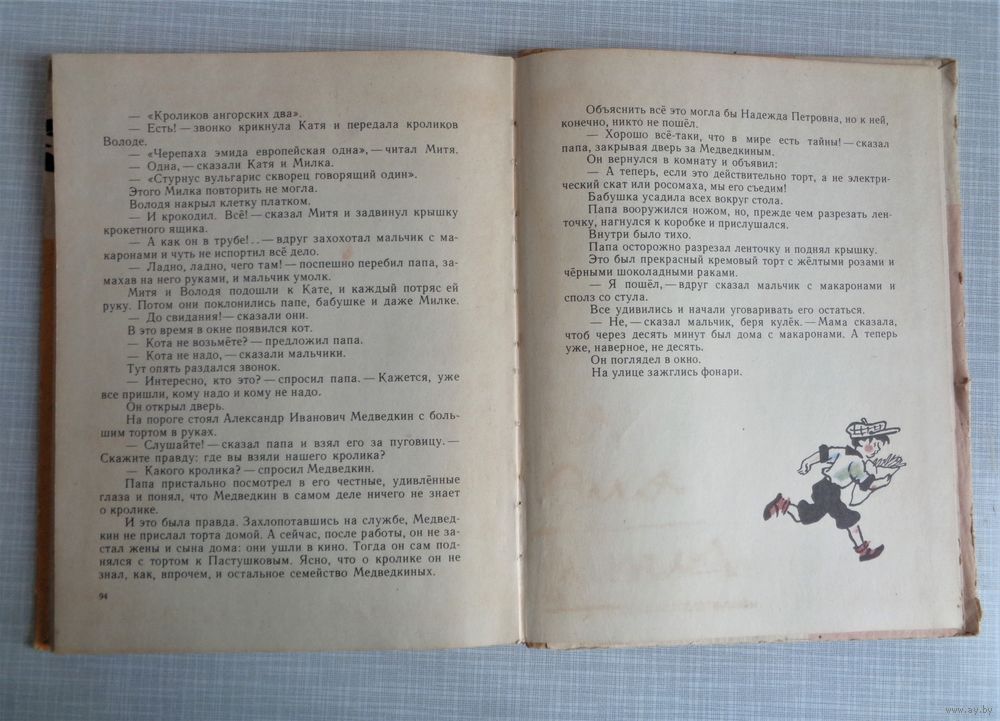 — «Кроликов ангорских два».
— Есть! — звонко крикнула Катя и передала кроликов
Володе.
— «Черепаха эмида европейская одна», — читал Митя.
— Одна, — сказали Катя и Милка.
— «Стурнус вульгарис скворец говорящий один».
Этого Милка повторить не могла.
Володя накрыл клетку платком.
— И крокодил. Всё! — сказал Митя и задвинул крышку
крокетного ящика.
— А как он в трубе!.. — вдруг захохотал мальчик с ма-
каронами и чуть не испортил всё дело.
— Ладно, ладно, чего там! — поспешно перебил папа, за-
махав на него руками, и мальчик умолк.
Митя и Володя подошли к Кате, и каждый потряс ей
руку. Потом они поклонились папе, бабушке и даже Милке.
— До свидания! — сказали они.
В это время в окне появился кот.
— Кота не возьмёте? — предложил папа.
— Кота не надо, — сказали мальчики.
Тут опять раздался звонок.
— Интересно, кто это? — спросил папа. — Кажется, уже
все пришли, кому надо и кому не надо.
Он открыл дверь.
На пороге стоял Александр Иванович Медведкин с боль-
шим тортом в руках.
— Слушайте! — сказал папа и взял его за пуговицу. —
Скажите правду: где вы взяли нашего кролика?
— Какого кролика? — спросил Медведкин.
Папа пристально посмотрел в его честные, удивлённые
глаза и понял, что Медведкин в самом деле ничего не знает
о кролике.
И это была правда. Захлопотавшись на службе, Медвед-
кин не прислал торта домой. А сейчас, после работы, он не за-
стал жены и сына дома: они ушли в кино. Тогда он сам под-
нялся с тортом к Пастушковым. Ясно, что о кролике он не
знал, как, впрочем, и остальное семейство Медведкиных.
94
Объяснить всё это могла бы Надежда Петровна, но к ней,
конечно, никто не пошёл.
— Хорошо всё-таки, что в мире есть тайны! — сказал
папа, закрывая дверь за Медведкиным.
Он вернулся в комнату и объявил:
— А теперь, если это действительно торт, а не электри-
ческий скат или росомаха, мы его съедим!
Бабушка усадила всех вокруг стола.
Папа вооружился ножом, но, прежде чем разрезать лен-
точку, нагнулся к коробке и прислушался.
Внутри было тихо.
Папа осторожно разрезал ленточку и поднял крышку.
Это был прекрасный кремовый торт с жёлтыми розами и
чёрными шоколадными раками.
— Я пошёл, — вдруг сказал мальчик с макаронами и
сполз со стула.
Все удивились и начали уговаривать его остаться.
— Не, — сказал мальчик, беря кулёк. — Мама сказала,
чтоб через десять минут был дома с макаронами. А теперь
уже, наверное, не десять.
Он поглядел в окно.
На улице зажглись фонари.
www.ay.by